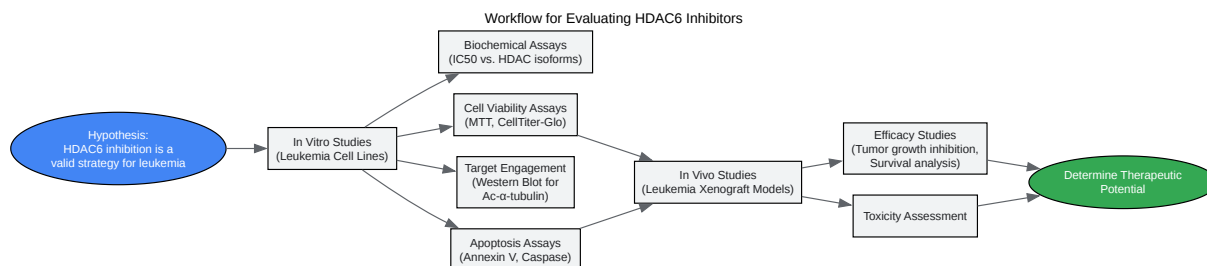 Workflow for Evaluating HDAC6 Inhibitors
Hypothesis:
HDAC6 inhibition is a
valid strategy for leukemia
In Vitro Studies
(Leukemia Cell Lines)
Biochemical Assays
(IC50 vs. HDAC isoforms)
Cell Viability Assays
(MTT, CellTiter-Glo)
Target Engagement
(Western Blot for
Ac-α-tubulin)
Apoptosis Assays
(Annexin V, Caspase)
In Vivo Studies
(Leukemia Xenograft Models)
Efficacy Studies
(Tumor growth inhibition,
Survival analysis)
Toxicity Assessment
Determine Therapeutic
Potential